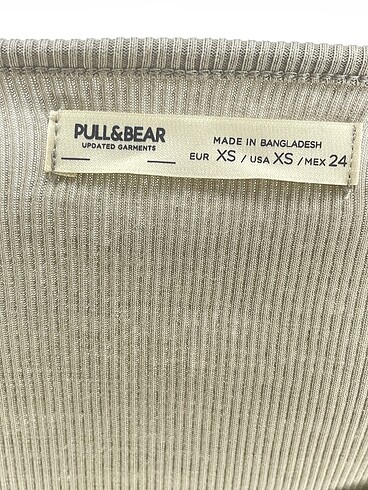 PULL&BEAR
UPDATED GARMENTS
MADE IN BANGLADESH
EUR XS / USA XS / MEX 24